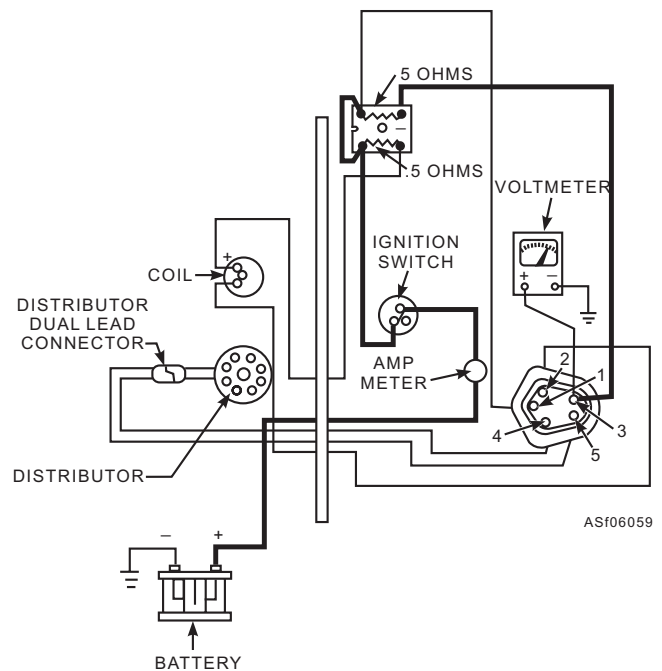 5 OHMS
–
.5 OHMS
VOLTMETER
+ –
IGNITION
SWITCH
+
COIL
DISTRIBUTOR
DUAL LEAD
CONNECTOR
AMP
METER
2
1
3
4
5
DISTRIBUTOR
ASf06059
– +
BATTERY